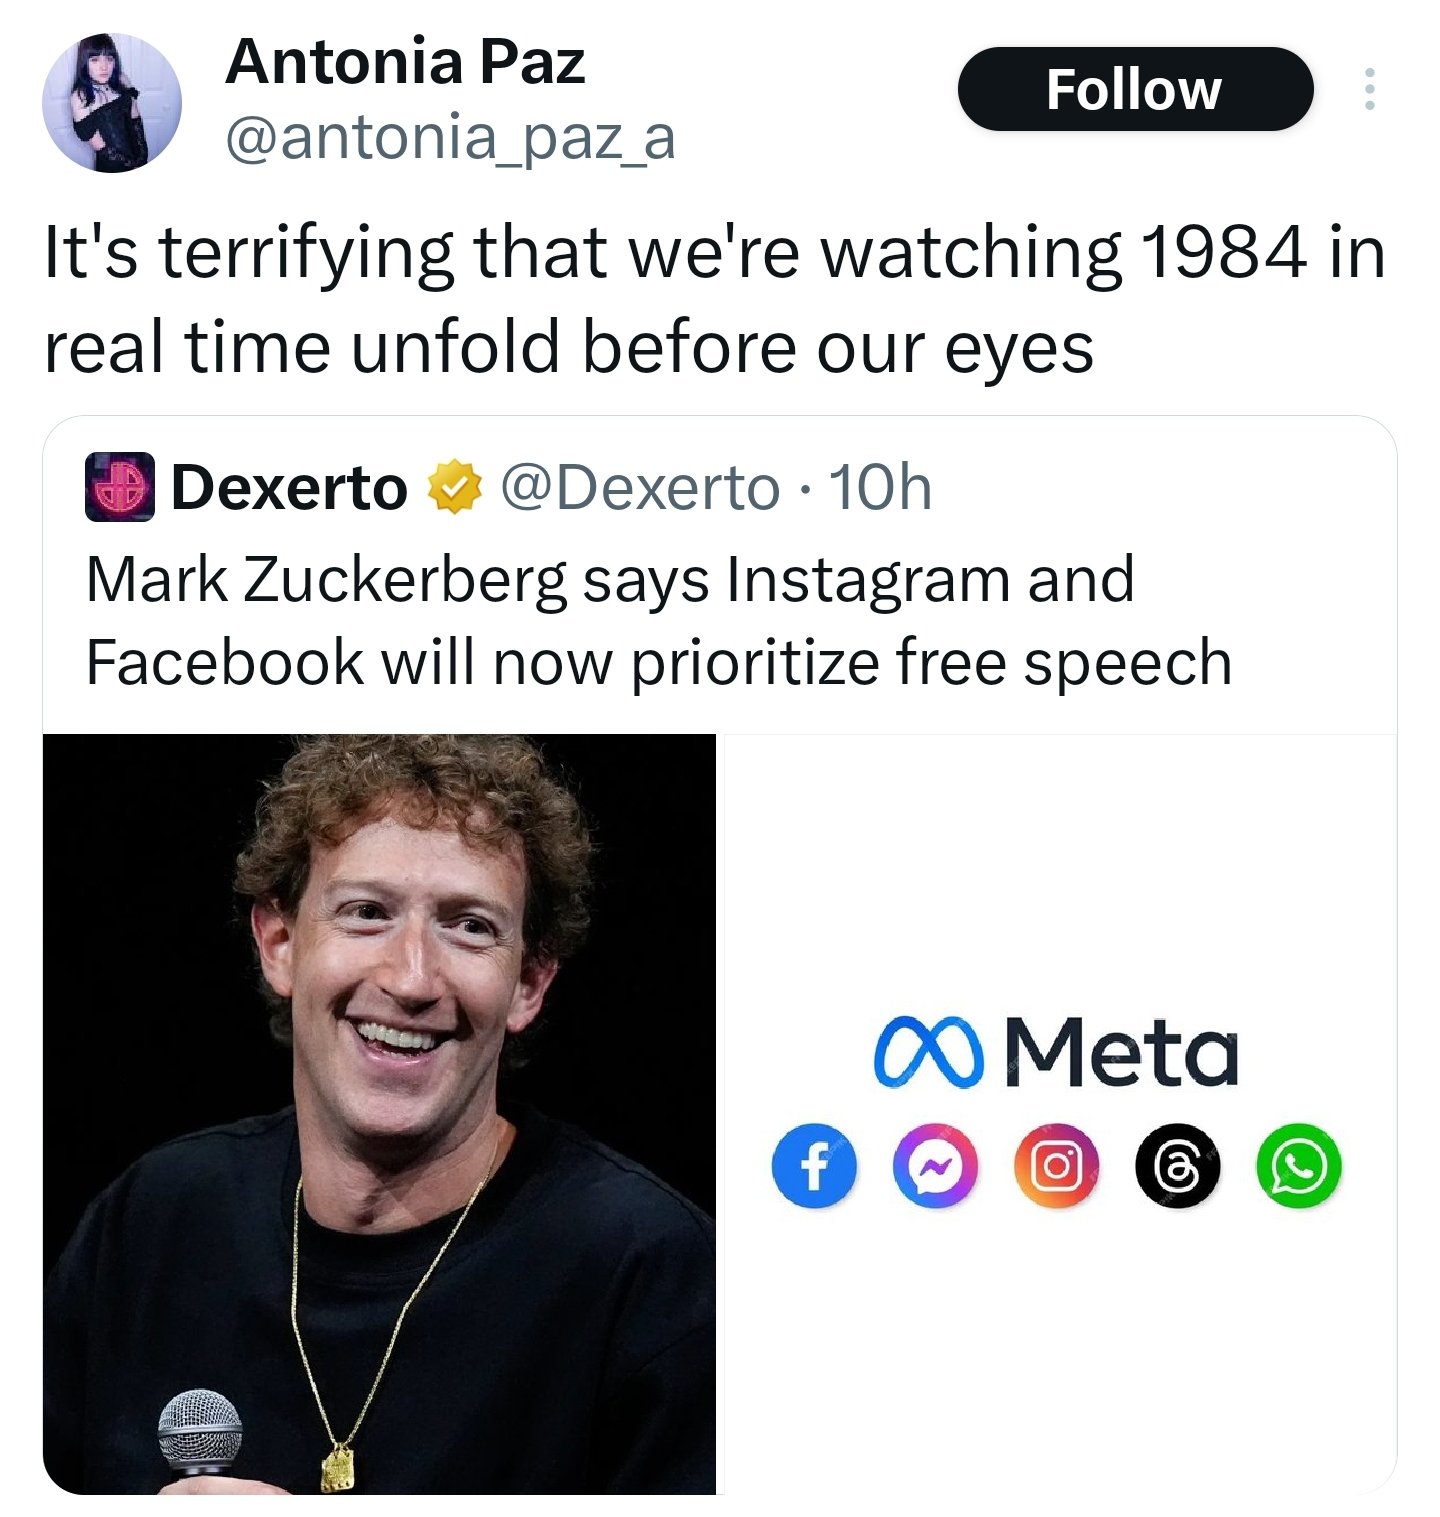 Antonia Paz
@antonia_paz_a
Follow
It's terrifying that we're watching 1984 in
real time unfold before our eyes
Dexerto @Dexerto · 10h
Mark Zuckerberg says Instagram and
Facebook will now prioritize free speech
Meta